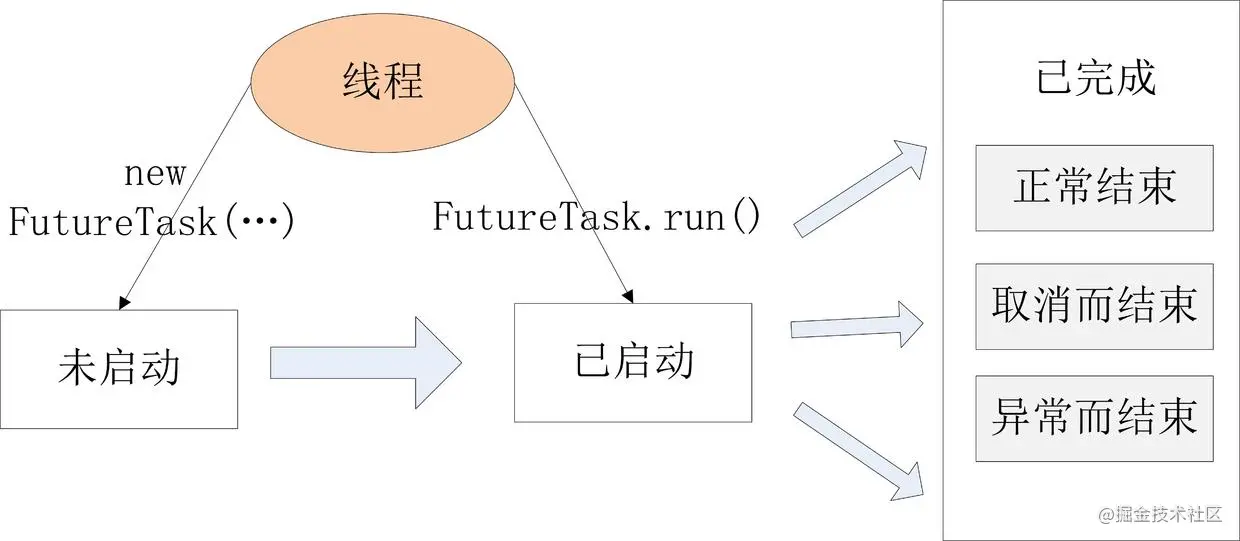 线程
new
FutureTask(…)
FutureTask.run()
未启动
已启动
已完成
正常结束
取消而结束
异常而结束
@掘金技术社区